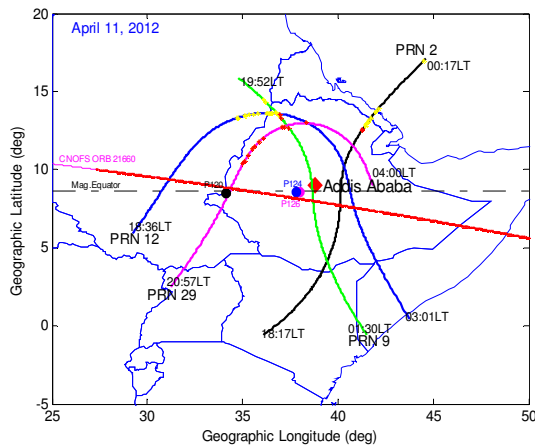 April 11, 2012
PRN 2
00:17LT
19:52LT
CNOFS ORB 21660
Mag.Equator
P129
P124
P126
Addis Ababa
04:00LT
18:36LT
PRN 12
20:57LT
PRN 29
18:17LT
01:30LT
PRN 9
03:01LT
20
15
10
5
0
-5
25
30
35
40
45
50
Geographic Latitude (deg)
Geographic Longitude (deg)